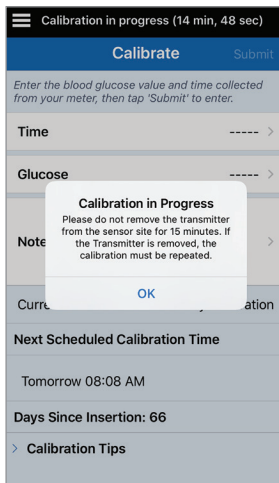 Calibration in progress (14 min, 48 sec)
Calibrate Submit
Enter the blood glucose value and time collected
from your meter, then tap 'Submit' to enter.
Time ----- >
Glucose ----- >
Calibration in Progress
Please do not remove the transmitter
from the sensor site for 15 minutes. If
the Transmitter is removed, the
calibration must be repeated.
OK
Note >
Next Scheduled Calibration Time
Tomorrow 08:08 AM
Days Since Insertion: 66
> Calibration Tips